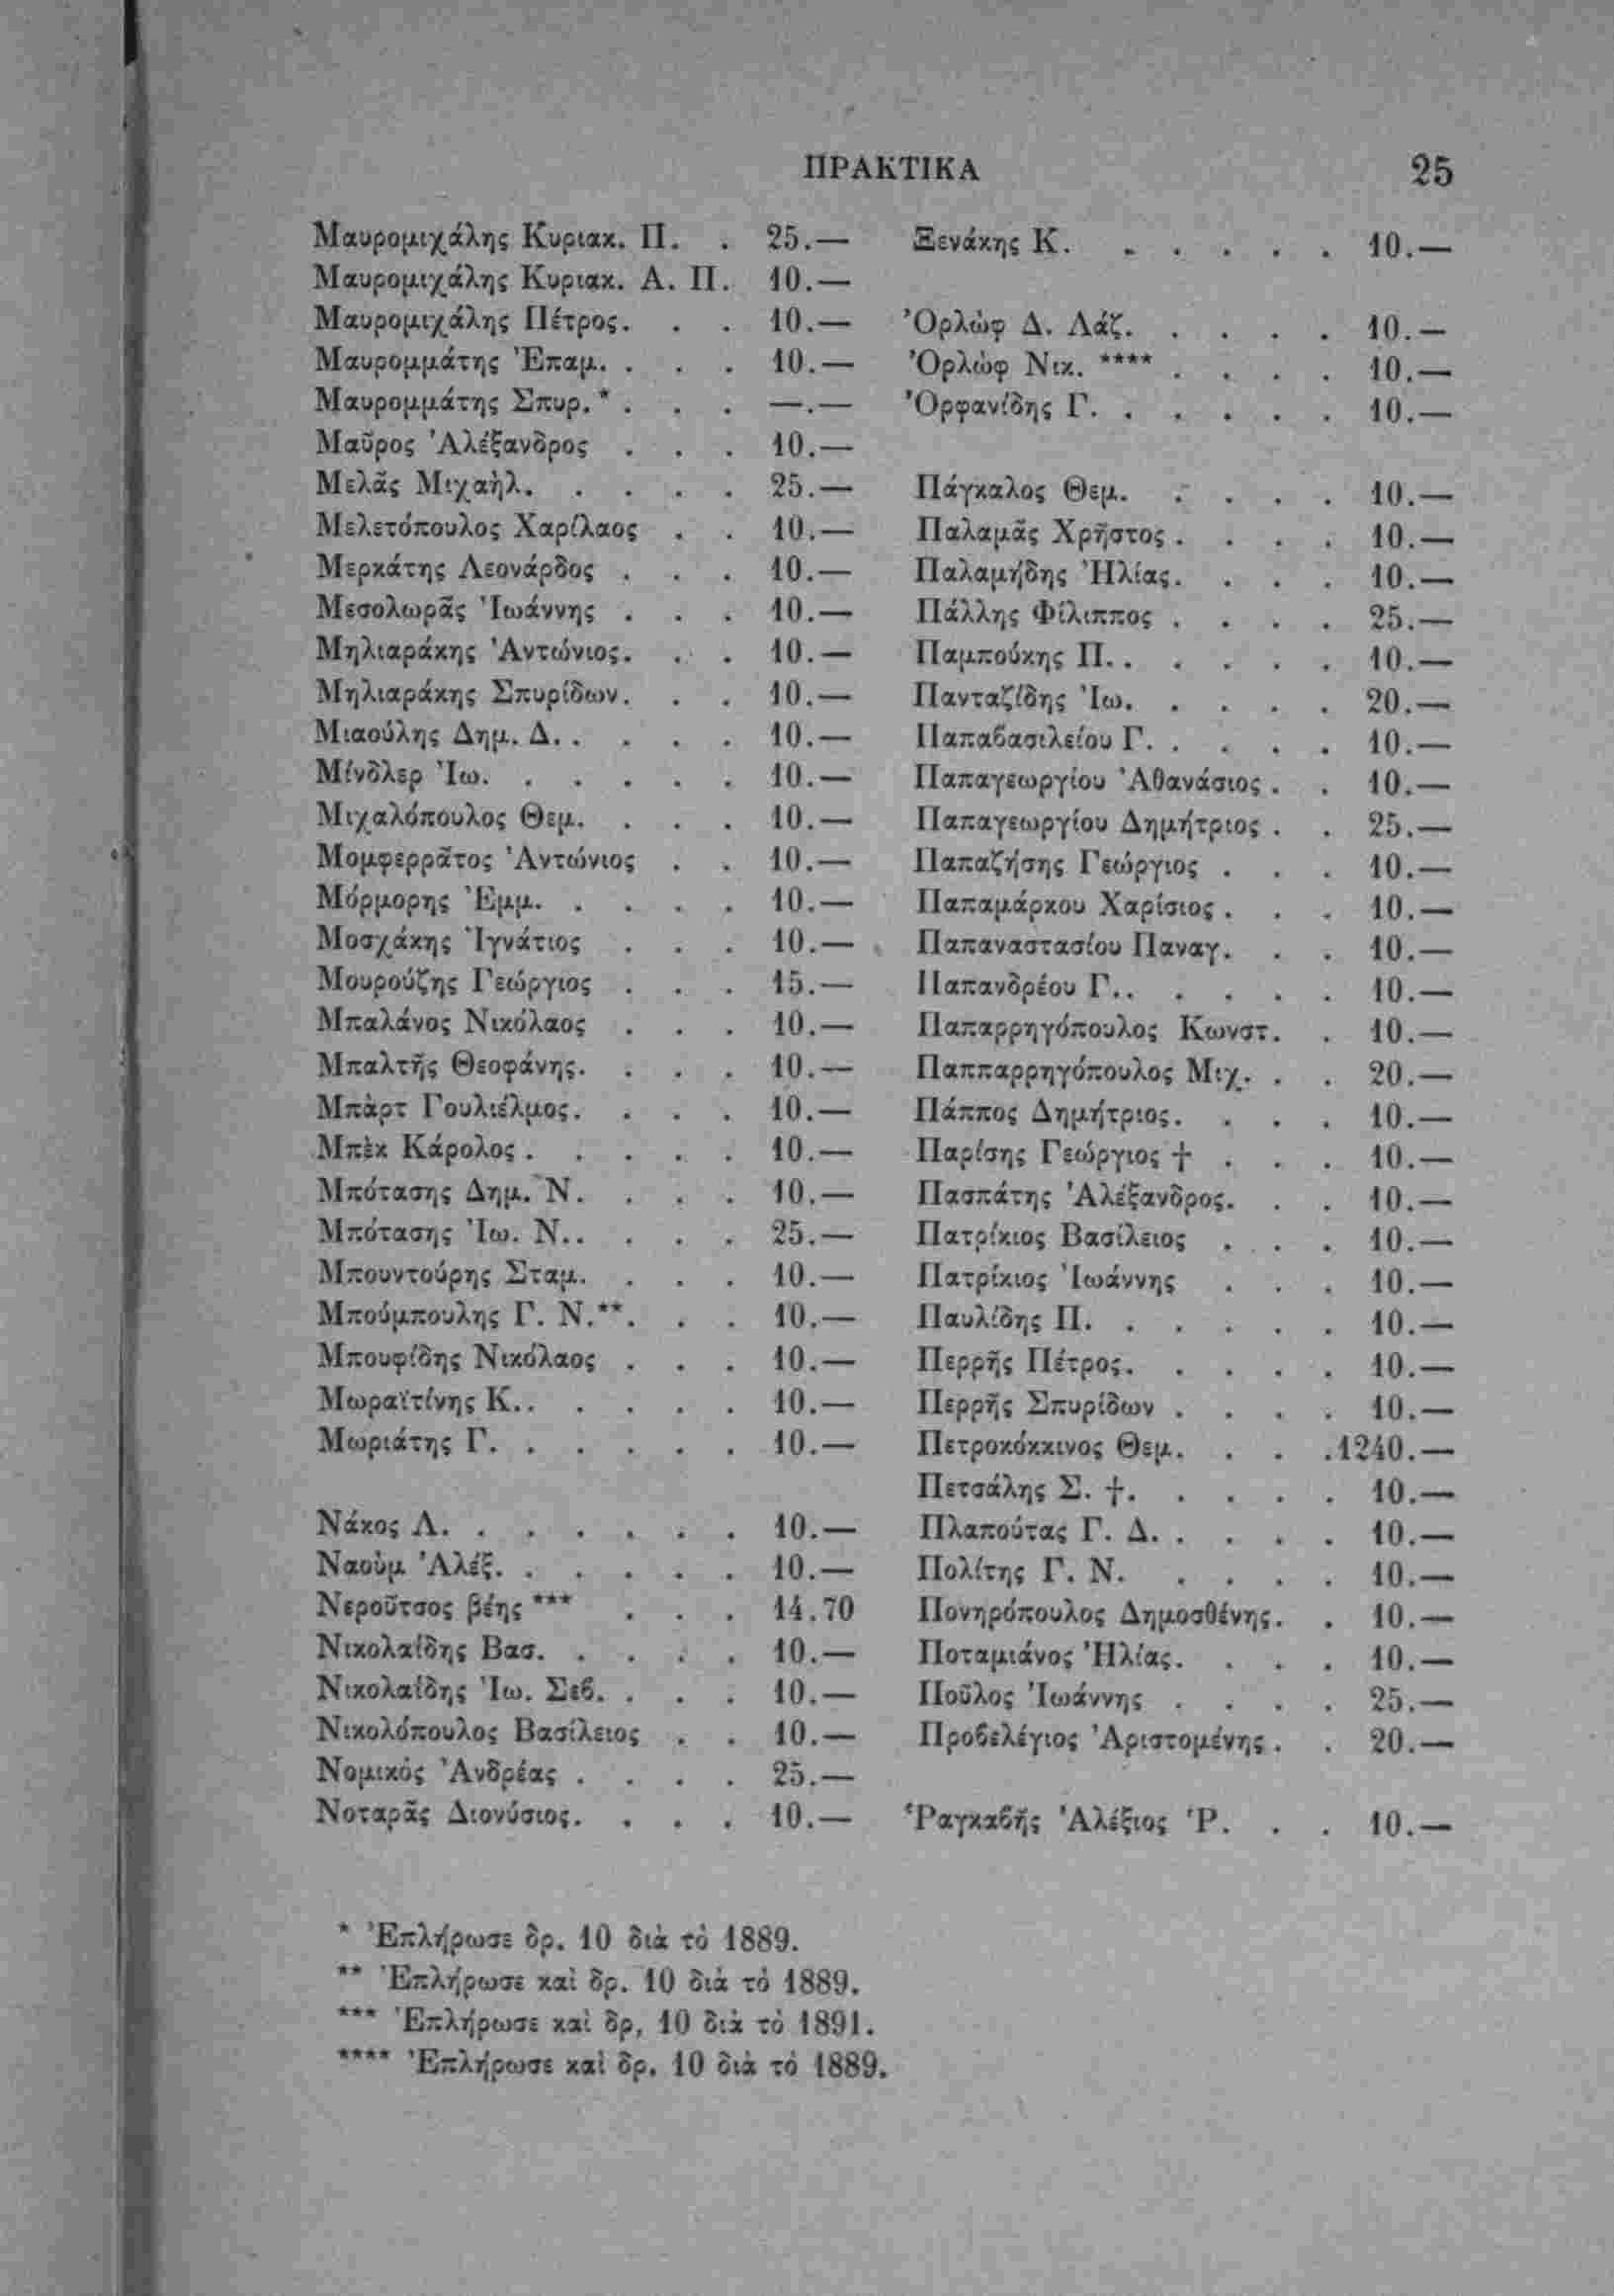 ΠΡΑΚΤΙΚΑ 25
Μαυρομιχάλης Κυριακ. Π. . 25.—
Μαυρομιχάλης Κυριακ. Α. Π. 10.—
Μαυρομιχάλης Πέτρος. . . 10.—
Μαυρομμάτης Ἐπαμ. . . . 10.—
Μαυρομμάτης Σπυρ.* . . . —.—
Μαῦρος Ἀλέξανδρος . . . 10.—
Μελᾶς Μιχαὴλ. . . . . 25.—
Μελετόπουλος Χαρίλαος . . 10.—
Μερκάτης Λεονάρδος . . . 10.—
Μεσολωρᾶς Ἰωάννης . . . 10.—
Μηλιαράκης Ἀντώνιος. . . 10.—
Μηλιαράκης Σπυρίδων. . . 10.—
Μιαούλης Δημ. Δ. . . . . 10.—
Μίνδλερ Ἰω. . . . . . 10.—
Μιχαλόπουλος Θεμ. . . . 10.—
Μομφερρᾶτος Ἀντώνιος . . 10.—
Μόρμορης Ἐμμ. . . . . 10.—
Μοσχάκης Ἰγνάτιος . . . 10.—
Μουρούζης Γεώργιος . . . 15.—
Μπαλάνος Νικόλαος . . . 10.—
Μπαλτῆς Θεοφάνης. . . . 10.—
Μπὰρτ Γουλιέλμος. . . . 10.—
Μπὲκ Κάρολος . . . . . 10.—
Μπότασης Δημ. Ν. . . . 10.—
Μπότασης Ἰω. Ν.. . . . 25.—
Μπουντούρης Σταμ. . . . 10.—
Μπούμπουλης Γ. Ν.**. . . 10.—
Μπουφίδης Νικόλαος . . . 10.—
Μωραϊτίνης Κ.. . . . . 10.—
Μωριάτης Γ. . . . . . 10.—
Νάκος Λ. . . . . . . 10.—
Ναοὺμ Ἀλέξ. . . . . . 10.—
Νεροῦτσος βέης *** . . . 14.70
Νικολαΐδης Βασ. . . . . 10.—
Νικολαΐδης Ἰω. Σεβ. . . . 10.—
Νικολόπουλος Βασίλειος . . 10.—
Νομικὸς Ἀνδρέας . . . . 25.—
Νοταρᾶς Διονύσιος. . . . 10.—
Ξενάκης Κ. . . . . . . 10.—
Ὀρλὼφ Δ. Λάζ. . . . . . 10.—
Ὀρλὼφ Νικ. **** . . . . 10.—
Ὀρφανίδης Γ. . . . . . 10.—
Πάγκαλος Θεμ. . . . . 10.—
Παλαμᾶς Χρῆστος . . . . 10.—
Παλαμήδης Ἠλίας. . . . 10.—
Πάλλης Φίλιππος . . . . 25.—
Παμπούκης Π. . . . . . 10.—
Πανταζίδης Ἰω. . . . . 20.—
Παπαβασιλείου Γ. . . . . 10.—
Παπαγεωργίου Ἀθανάσιος . . 10.—
Παπαγεωργίου Δημήτριος . . 25.—
Παπαζήσης Γεώργιος . . . 10.—
Παπαμάρκου Χαρίσιος . . . 10.—
Παπαναστασίου Παναγ. . . 10.—
Παπανδρέου Γ.. . . . . 10.—
Παπαρρηγόπουλος Κωνστ. . 10.—
Παππαρρηγόπουλος Μιχ. . . 20.—
Πάππος Δημήτριος. . . . 10.—
Παρίσης Γεώργιος † . . . 10.—
Πασπάτης Ἀλέξανδρος. . . 10.—
Πατρίκιος Βασίλειος . . . 10.—
Πατρίκιος Ἰωάννης . . . 10.—
Παυλίδης Π. . . . . . 10.—
Περρῆς Πέτρος. . . . . 10.—
Περρῆς Σπυρίδων . . . . 10.—
Πετροκόκκινος Θεμ. . . .1240.—
Πετσάλης Σ. †. . . . . 10.—
Πλαπούτας Γ. Δ. . . . . 10.—
Πολίτης Γ. Ν. . . . . 10.—
Πονηρόπουλος Δημοσθένης. . 10.—
Ποταμιάνος Ἠλίας. . . . 10.—
Ποῦλος Ἰωάννης . . . . 25.—
Προβελέγιος Ἀριστομένης . . 20.—
Ῥαγκαβῆς Ἀλέξιος Ῥ. . . 10.—
* Ἐπλήρωσε δρ. 10 διὰ τὸ 1889.
** Ἐπλήρωσε καὶ δρ. 10 διὰ τὸ 1889.
*** Ἐπλήρωσε καὶ δρ, 10 διὰ τὸ 1891.
**** Ἐπλήρωσε καὶ δρ. 10 διὰ τὸ 1889.